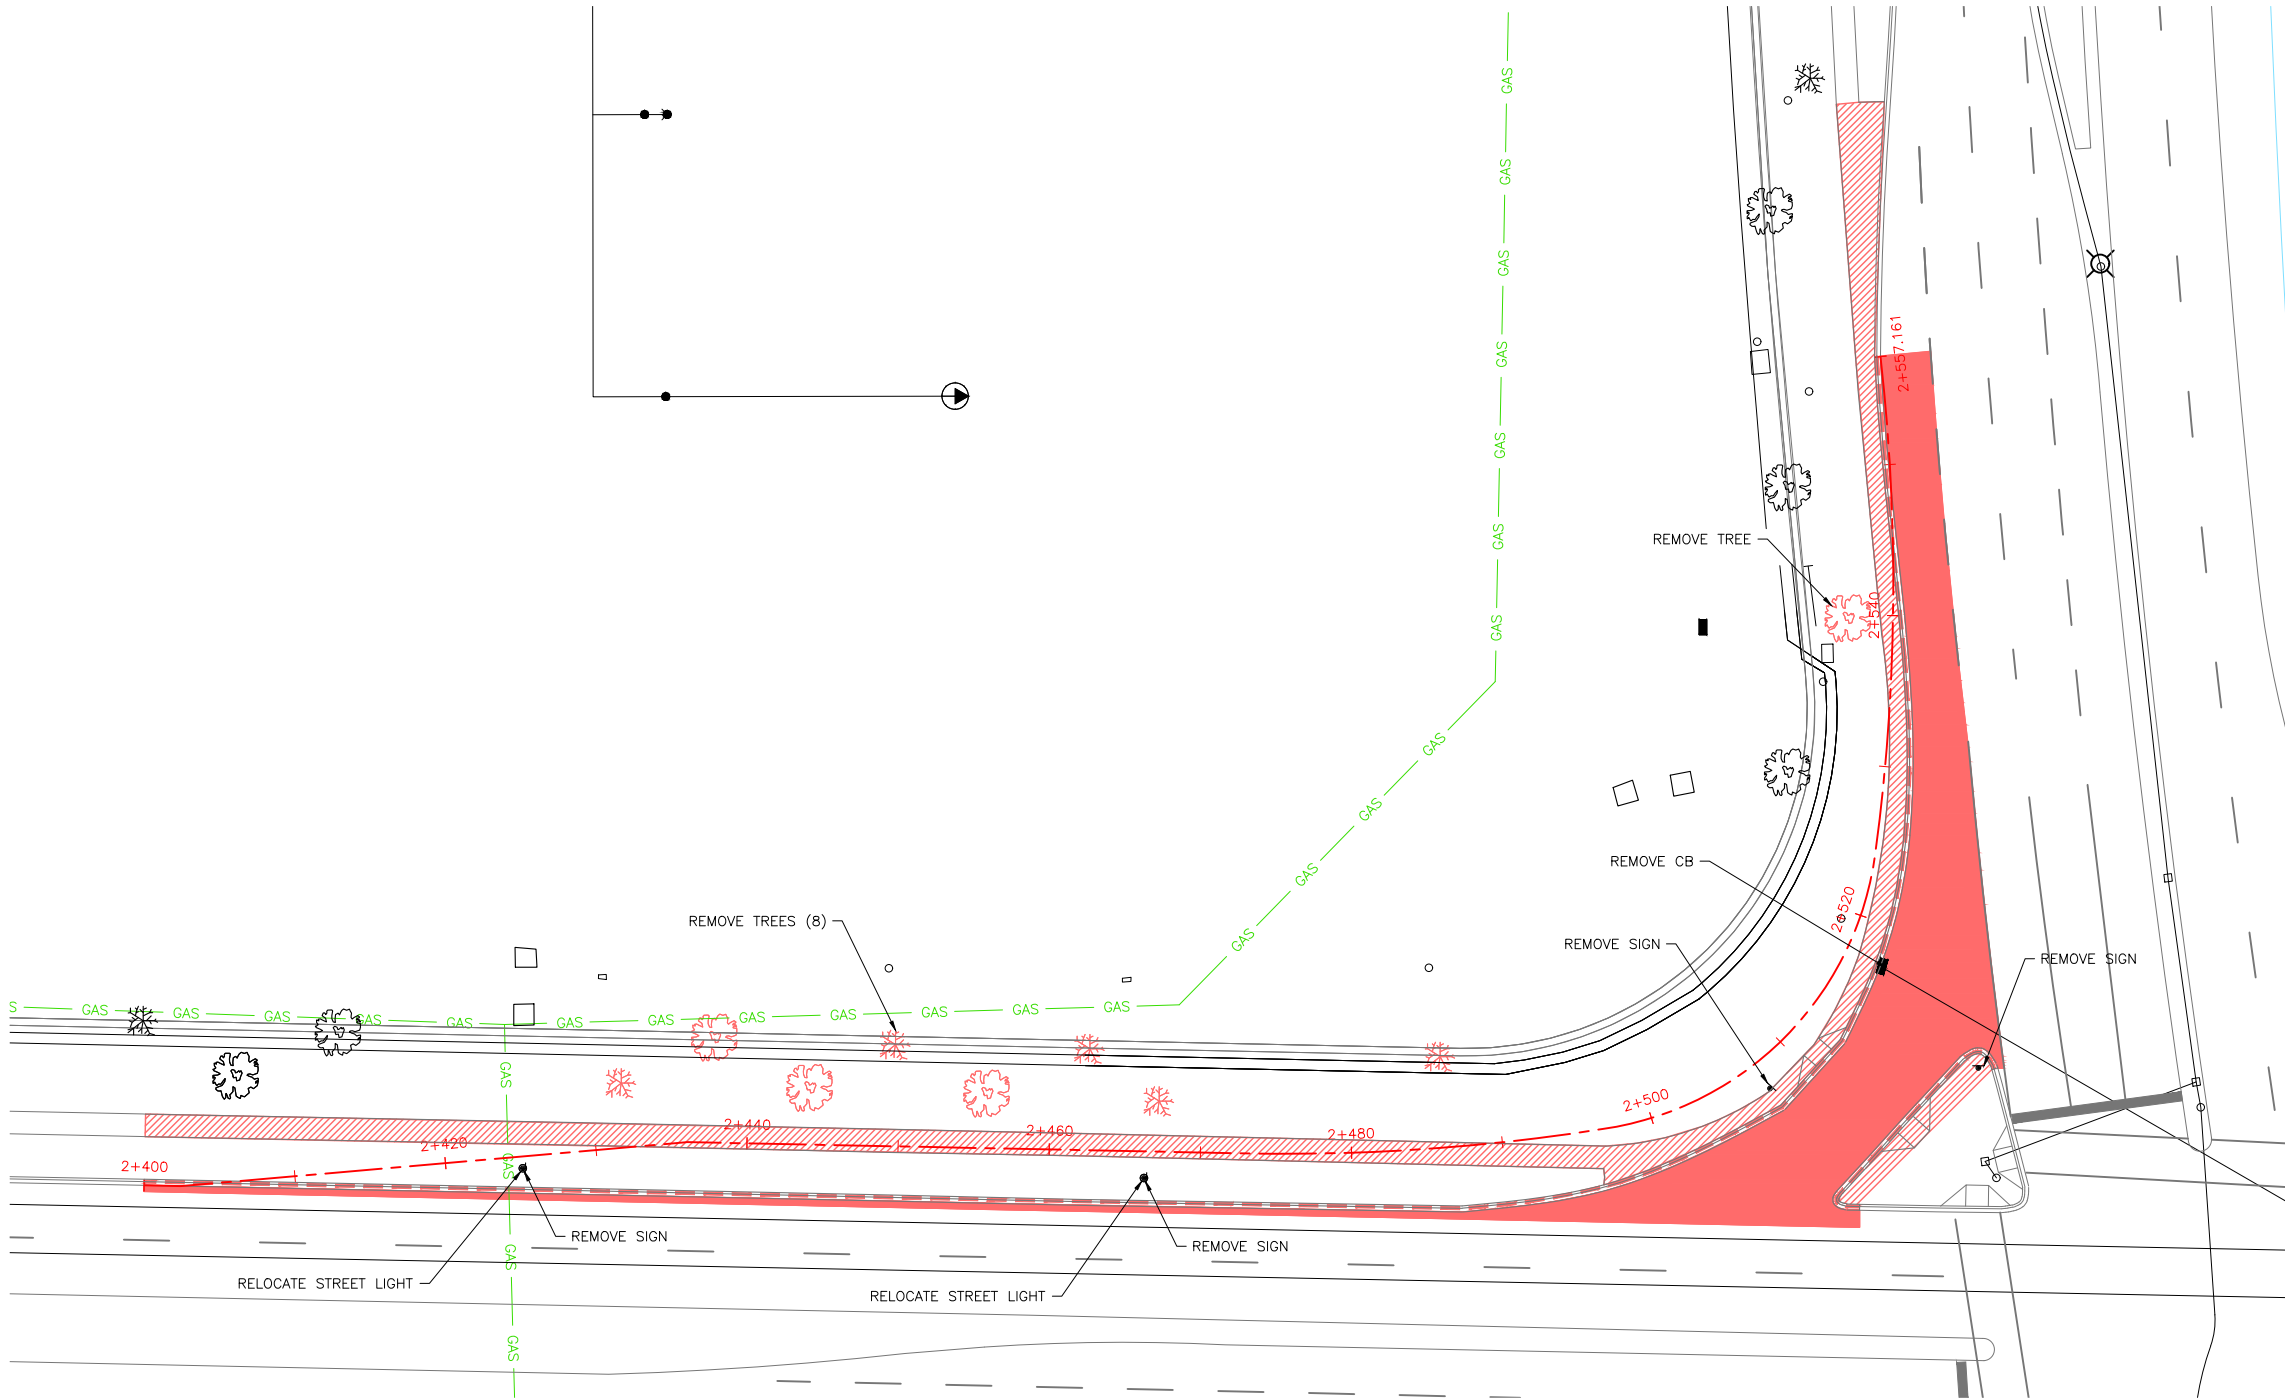 GAS
GAS
GAS
GAS
GAS
GAS
GAS
2+557.161
REMOVE TREE
2+540
GAS
GAS
GAS
REMOVE CB
GAS
2+520
REMOVE TREES (8)
GAS
REMOVE SIGN
REMOVE SIGN
S GAS GAS GAS GAS GAS GAS GAS GAS GAS GAS GAS GAS
GAS
2+500
2+440
2+460
2+480
2+420
2+400
GAS
REMOVE SIGN
REMOVE SIGN
GAS
RELOCATE STREET LIGHT
RELOCATE STREET LIGHT
GAS